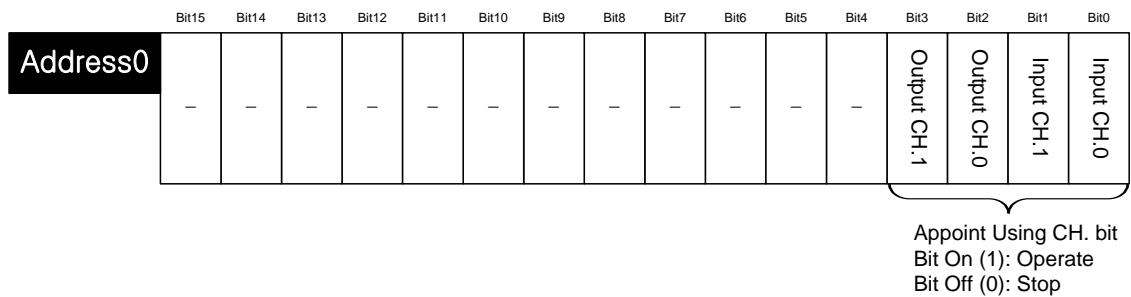 Bit15 Bit14 Bit13 Bit12 Bit11 Bit10 Bit9 Bit8 Bit7 Bit6 Bit5 Bit4 Bit3 Bit2 Bit1 Bit0
Address0 – – – – – – – – – – – – Output CH.1 Output CH.0 Input CH.1 Input CH.0
Appoint Using CH. bit
Bit On (1): Operate
Bit Off (0): Stop